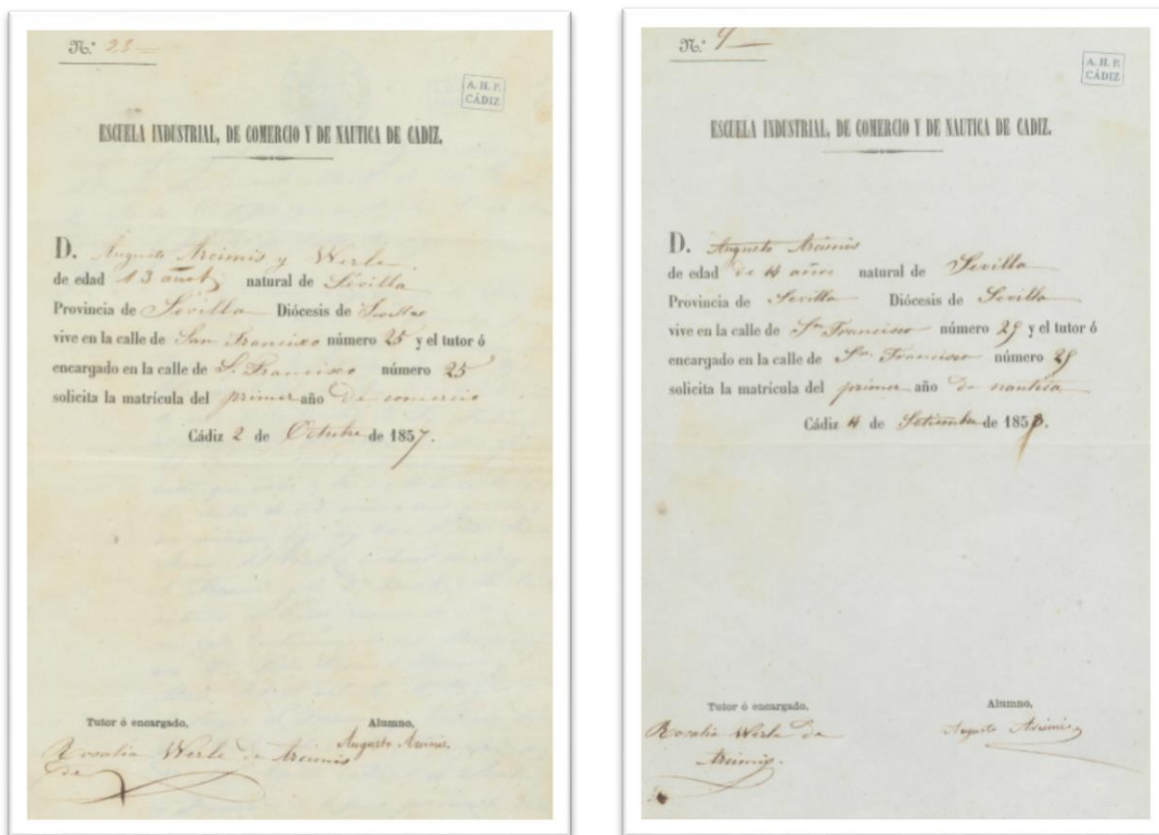 N.º 23
A. H. P.
CÁDIZ
ESCUELA INDUSTRIAL, DE COMERCIO Y DE NAUTICA DE CADIZ.
D. Augusto Arcimis y Werle
de edad 13 años natural de Sevilla
Provincia de Sevilla Diócesis de Sevilla
vive en la calle de San Francisco número 25 y el tutor ó
encargado en la calle de S. Francisco número 25
solicita la matrícula del primer año de comercio
Cádiz 2 de Octubre de 1857.
Tutor ó encargado,
Alumno,
Augusto Arcimis.
Rosalia Werle de Arcimis
N.º 9
A. H. P.
CÁDIZ
ESCUELA INDUSTRIAL, DE COMERCIO Y DE NAUTICA DE CADIZ.
D. Augusto Arcimis
de edad de 14 años natural de Sevilla
Provincia de Sevilla Diócesis de Sevilla
vive en la calle de Sn Francisco número 29 y el tutor ó
encargado en la calle de Sn Francisco número 29
solicita la matrícula del primer año de nautica
Cádiz 4 de Setiembre de 1858.
Tutor ó encargado,
Alumno,
Rosalia Werle de
Arcimis.
Augusto Arcimis